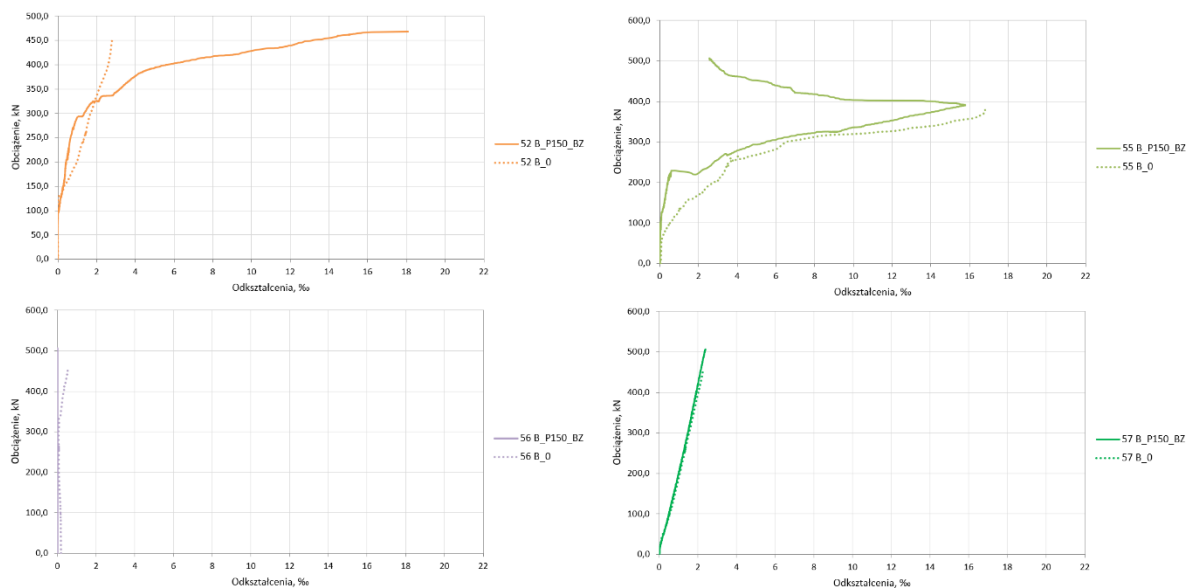 500,0
450,0
400,0
350,0
300,0
250,0
200,0
150,0
100,0
50,0
0,0
Obciążenie, kN
0 2 4 6 8 10 12 14 16 18 20 22
Odkształcenia, ‰
52 B_P150_BZ
52 B_0
600,0
500,0
400,0
300,0
200,0
100,0
0,0
Obciążenie, kN
0 2 4 6 8 10 12 14 16 18 20 22
Odkształcenia, ‰
55 B_P150_BZ
55 B_0
600,0
500,0
400,0
300,0
200,0
100,0
0,0
Obciążenie, kN
0 2 4 6 8 10 12 14 16 18 20 22
Odkształcenia, ‰
56 B_P150_BZ
56 B_0
600,0
500,0
400,0
300,0
200,0
100,0
0,0
Obciążenie, kN
0 2 4 6 8 10 12 14 16 18 20 22
Odkształcenia, ‰
57 B_P150_BZ
57 B_0